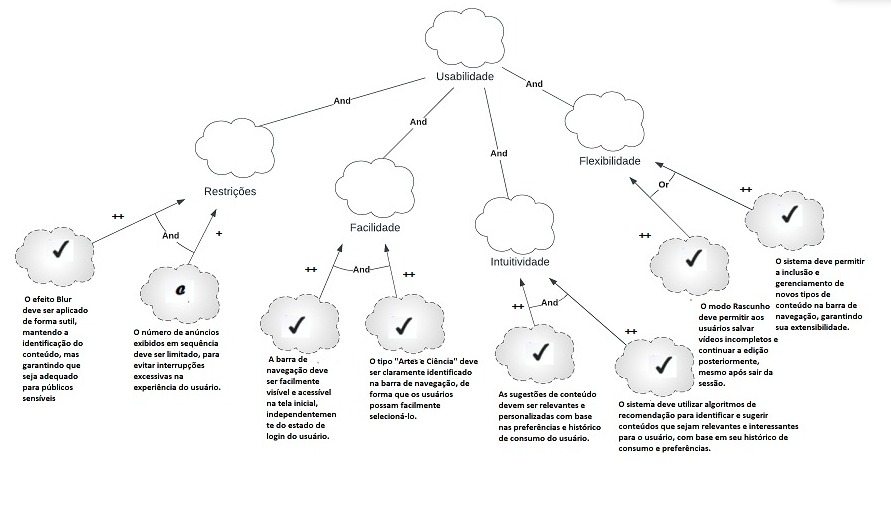 Usabilidade
And
And
And
And
Restrições
Facilidade
Intuitividade
Flexibilidade
++
And
+
++
And
++
++
And
++
++
Or
++
e
O efeito Blur
deve ser aplicado
de forma sutil,
mantendo a
identificação do
conteúdo, mas
garantindo que
seja adequado
para públicos
sensíveis
O número de anúncios
exibidos em sequência
deve ser limitado, para
evitar interrupções
excessivas na
experiência do usuário.
A barra de
navegação deve
ser facilmente
visível e acessível
na tela inicial,
independentemen
te do estado de
login do usuário.
O tipo "Artes e Ciência" deve
ser claramente identificado
na barra de navegação, de
forma que os usuários
possam facilmente
selecioná-lo.
As sugestões de conteúdo
devem ser relevantes e
personalizadas com base
nas preferências e histórico
de consumo do usuário.
O sistema deve utilizar algoritmos de
recomendação para identificar e sugerir
conteúdos que sejam relevantes e interessantes
para o usuário, com base em seu histórico de
consumo e preferências.
O modo Rascunho
deve permitir aos
usuários salvar
vídeos incompletos e
continuar a edição
posteriormente,
mesmo após sair da
sessão.
O sistema deve permitir
a inclusão e
gerenciamento de
novos tipos de
conteúdo na barra de
navegação, garantindo
sua extensibilidade.